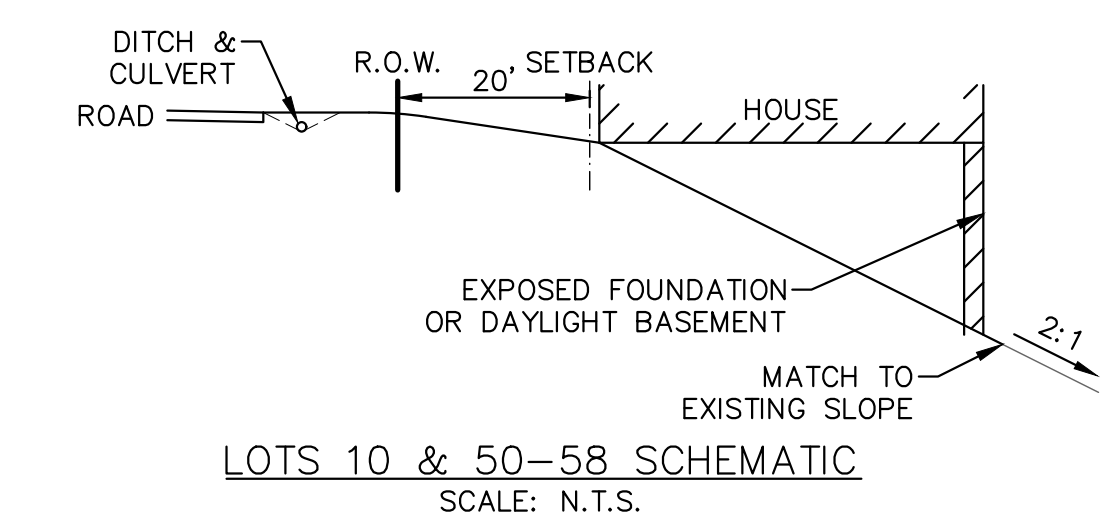 DITCH &
CULVERT
R.O.W.
20'
SETBACK
ROAD
HOUSE
EXPOSED FOUNDATION
OR DAYLIGHT BASEMENT
2:1
MATCH TO
EXISTING SLOPE
LOTS 10 & 50-58 SCHEMATIC
SCALE: N.T.S.